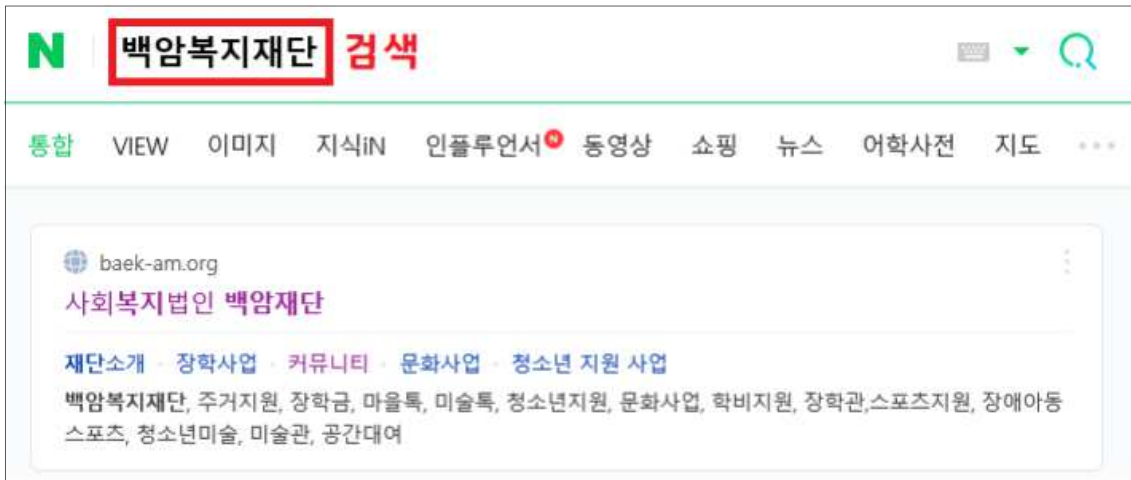 N 백암복지재단 검색
통합 VIEW 이미지 지식iN 인플루언서 N 동영상 쇼핑 뉴스 어학사전 지도
baek-am.org
사회복지법인 백암재단
재단소개 · 장학사업 · 커뮤니티 · 문화사업 · 청소년 지원 사업
백암복지재단, 주거지원, 장학금, 마을톡, 미술톡, 청소년지원, 문화사업, 학비지원, 장학관,스포츠지원, 장애아동
스포츠, 청소년미술, 미술관, 공간대여